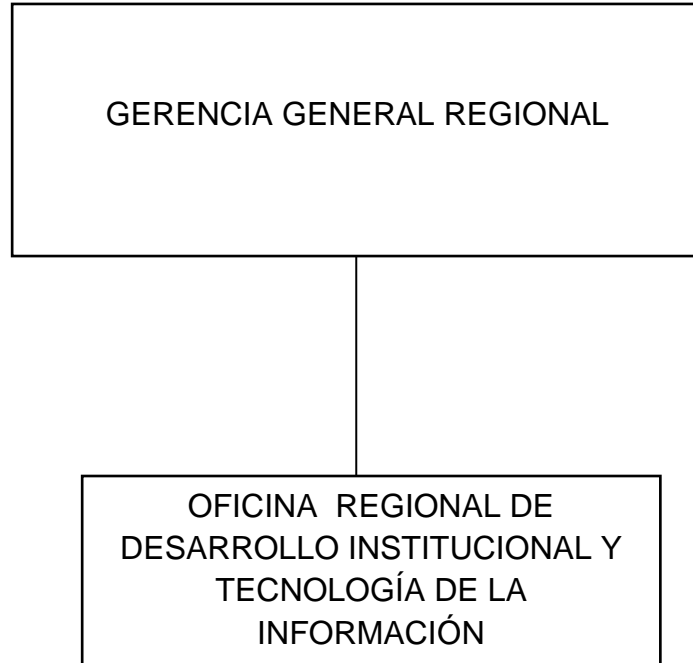 GERENCIA GENERAL REGIONAL
OFICINA  REGIONAL DE
DESARROLLO INSTITUCIONAL Y
TECNOLOGÍA DE LA
INFORMACIÓN